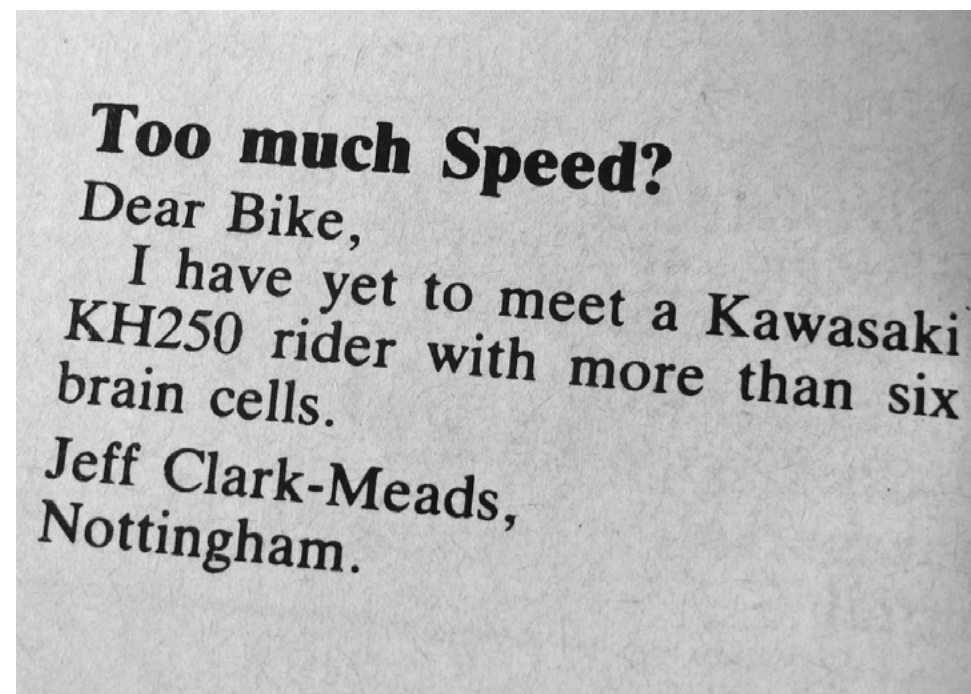 Too much Speed?
Dear Bike,
I have yet to meet a Kawasaki
KH250 rider with more than six
brain cells.
Jeff Clark-Meads,
Nottingham.